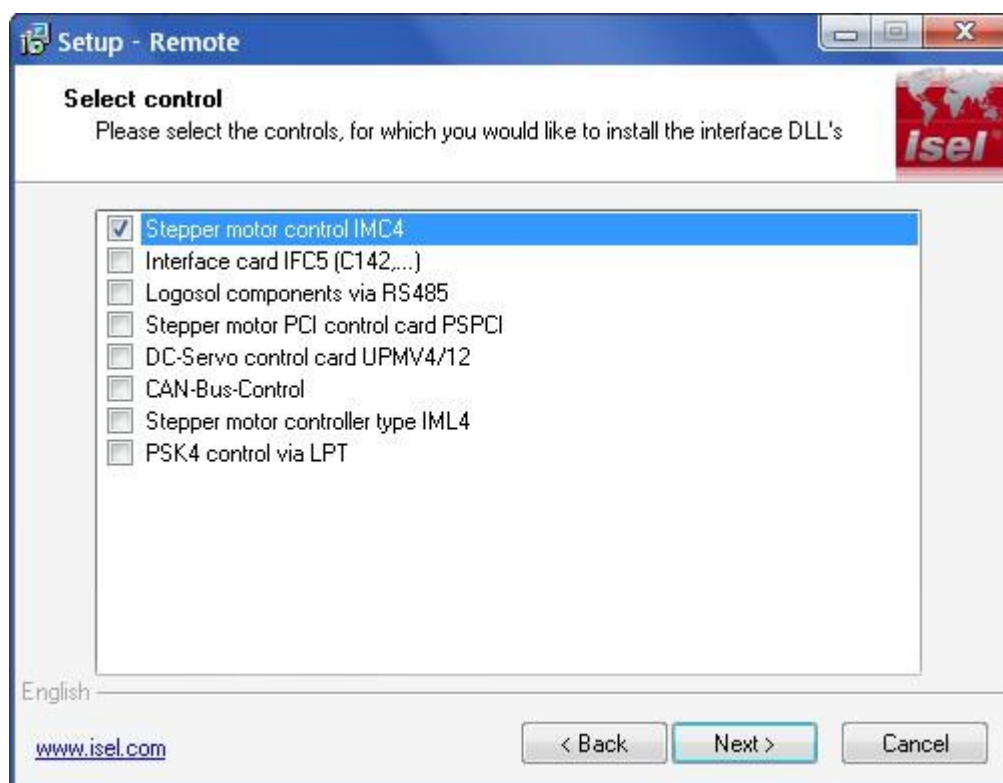 Setup - Remote
Select control
Please select the controls, for which you would like to install the interface DLL's
isel
Stepper motor control IMC4
Interface card IFC5 (C142,...)
Logosol components via RS485
Stepper motor PCI control card PSPCI
DC-Servo control card UPMV4/12
CAN-Bus-Control
Stepper motor controller type IML4
PSK4 control via LPT
English
www.isel.com
< Back
Next >
Cancel